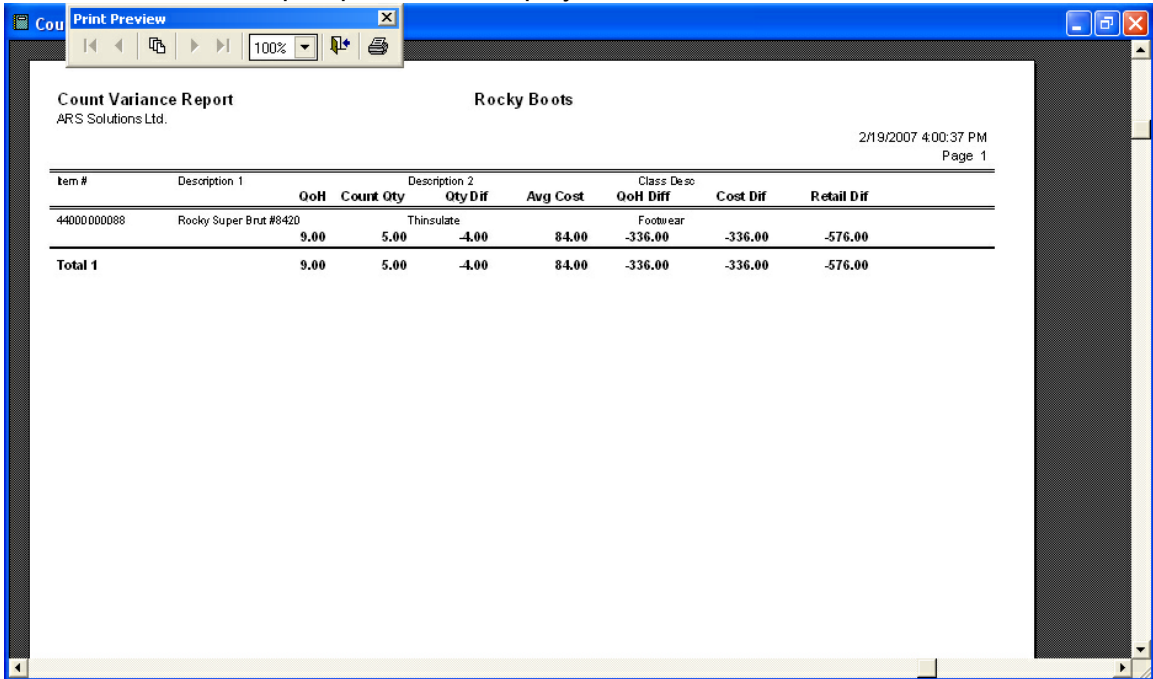 Cou
Print Preview
100%
Count Variance Report Rocky Boots
ARS Solutions Ltd.
2/19/2007 4:00:37 PM
Page 1
Item # Description 1 Description 2 Class Desc
QoH Count Qty Qty Dif Avg Cost QoH Diff Cost Dif Retail Dif
44000000088 Rocky Super Brut #8420 Thinsulate Footwear
9.00 5.00 -4.00 84.00 -336.00 -336.00 -576.00
Total 1 9.00 5.00 -4.00 84.00 -336.00 -336.00 -576.00